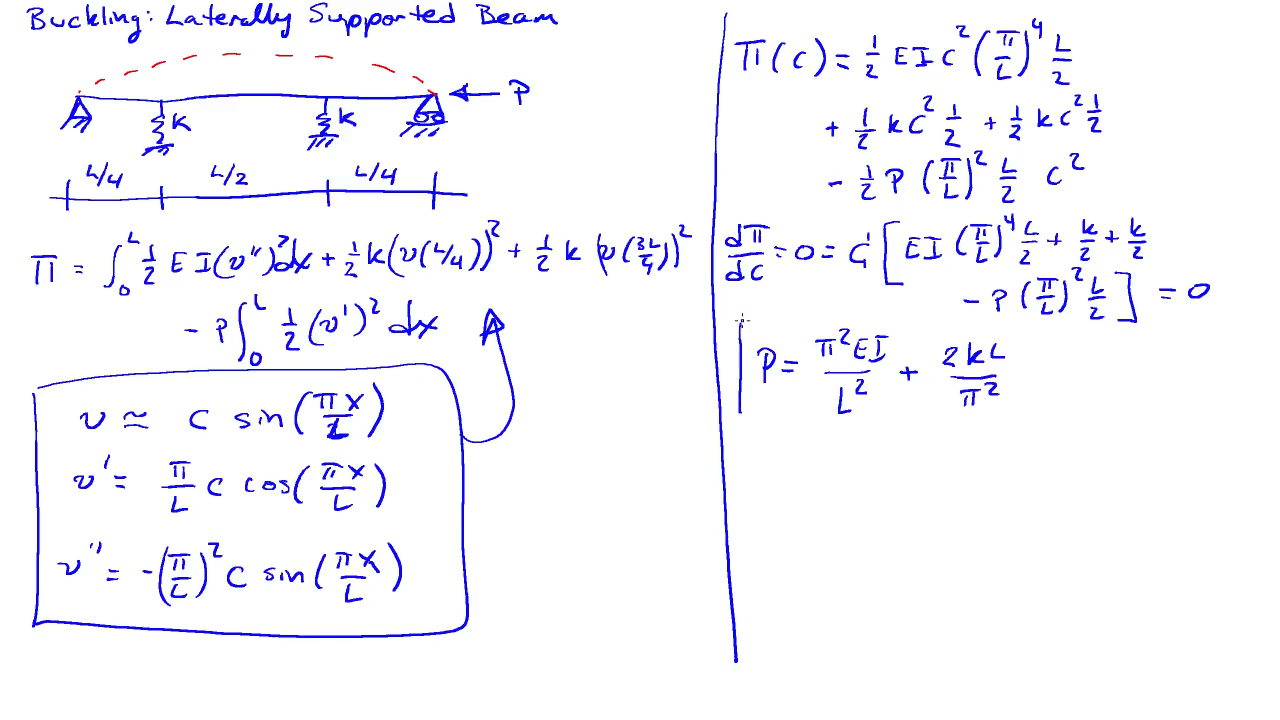 Buckling: Laterally Supported Beam
P
k k
L/4 L/2 L/4
Π = ∫₀ᴸ ½ EI(v'')² dx + ½ k(v(L/4))² + ½ k (v(3L/4))²
- P ∫₀ᴸ ½ (v')² dx
v ≃ C sin(πx/L)
v' = π/L C cos(πx/L)
v'' = -(π/L)² C sin(πx/L)
Π(C) = ½ EI C² (π/L)⁴ L/2
+ ½ kC² ½ + ½ kC² ½
- ½ P (π/L)² L/2 C²
dΠ/dC = 0 = C [EI (π/L)⁴ L/2 + k/2 + k/2
- P (π/L)² L/2] = 0
P = π²EI/L² + 2kL/π²